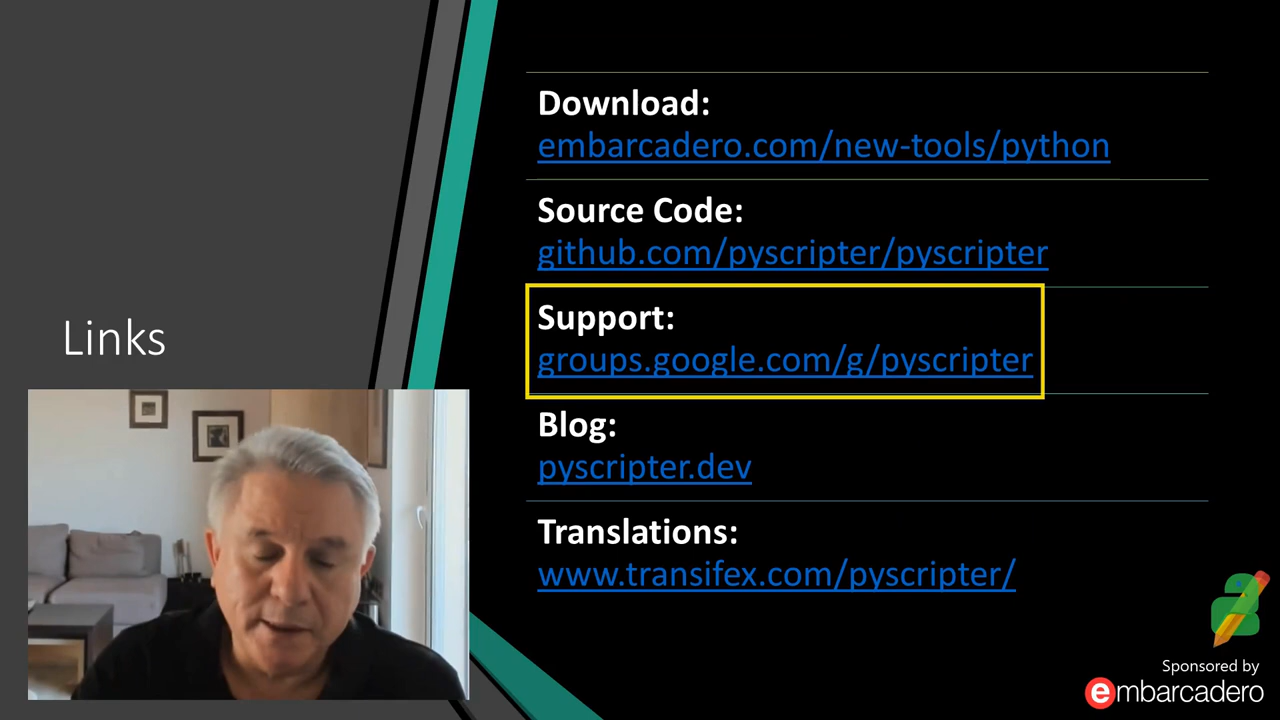 Links
Download:
embarcadero.com/new-tools/python
Source Code:
github.com/pyscripter/pyscripter
Support:
groups.google.com/g/pyscripter
Blog:
pyscripter.dev
Translations:
www.transifex.com/pyscripter/
Sponsored by
embarcadero